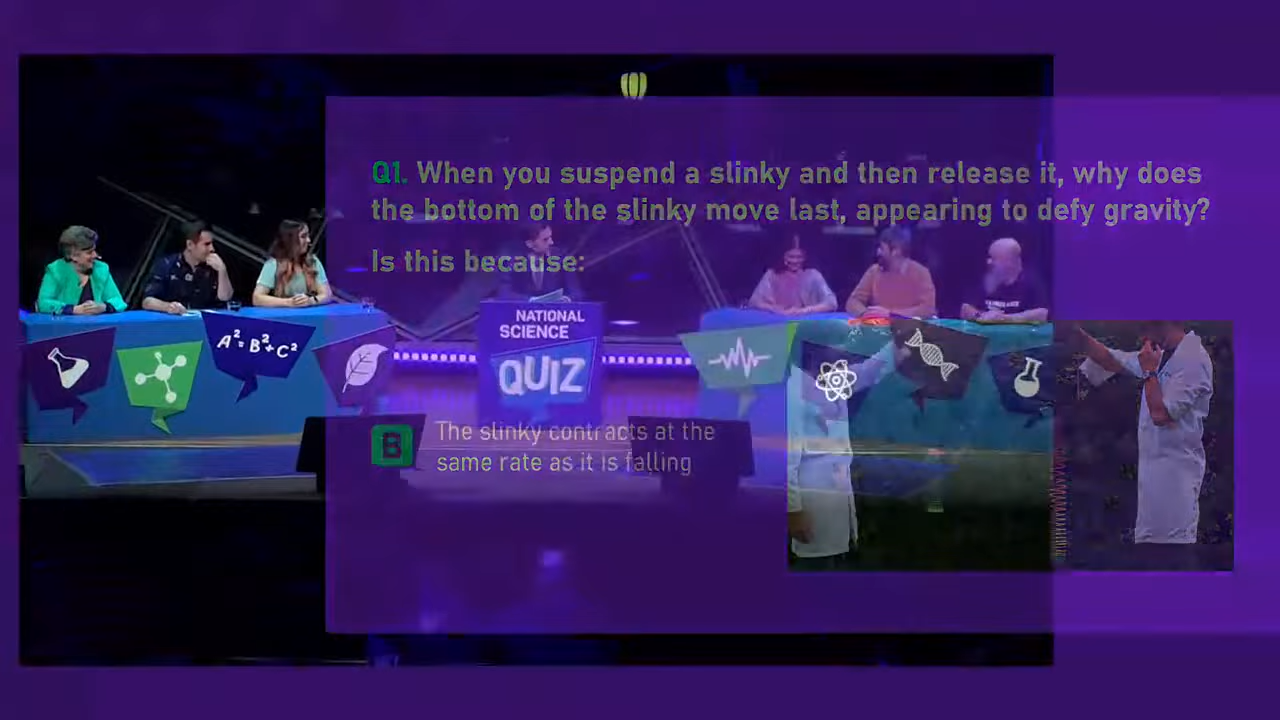 Q1. When you suspend a slinky and then release it, why does
the bottom of the slinky move last, appearing to defy gravity?
Is this because:
A²=B²+C²
NATIONAL
SCIENCE
QUIZ
B The slinky contracts at the
same rate as it is falling